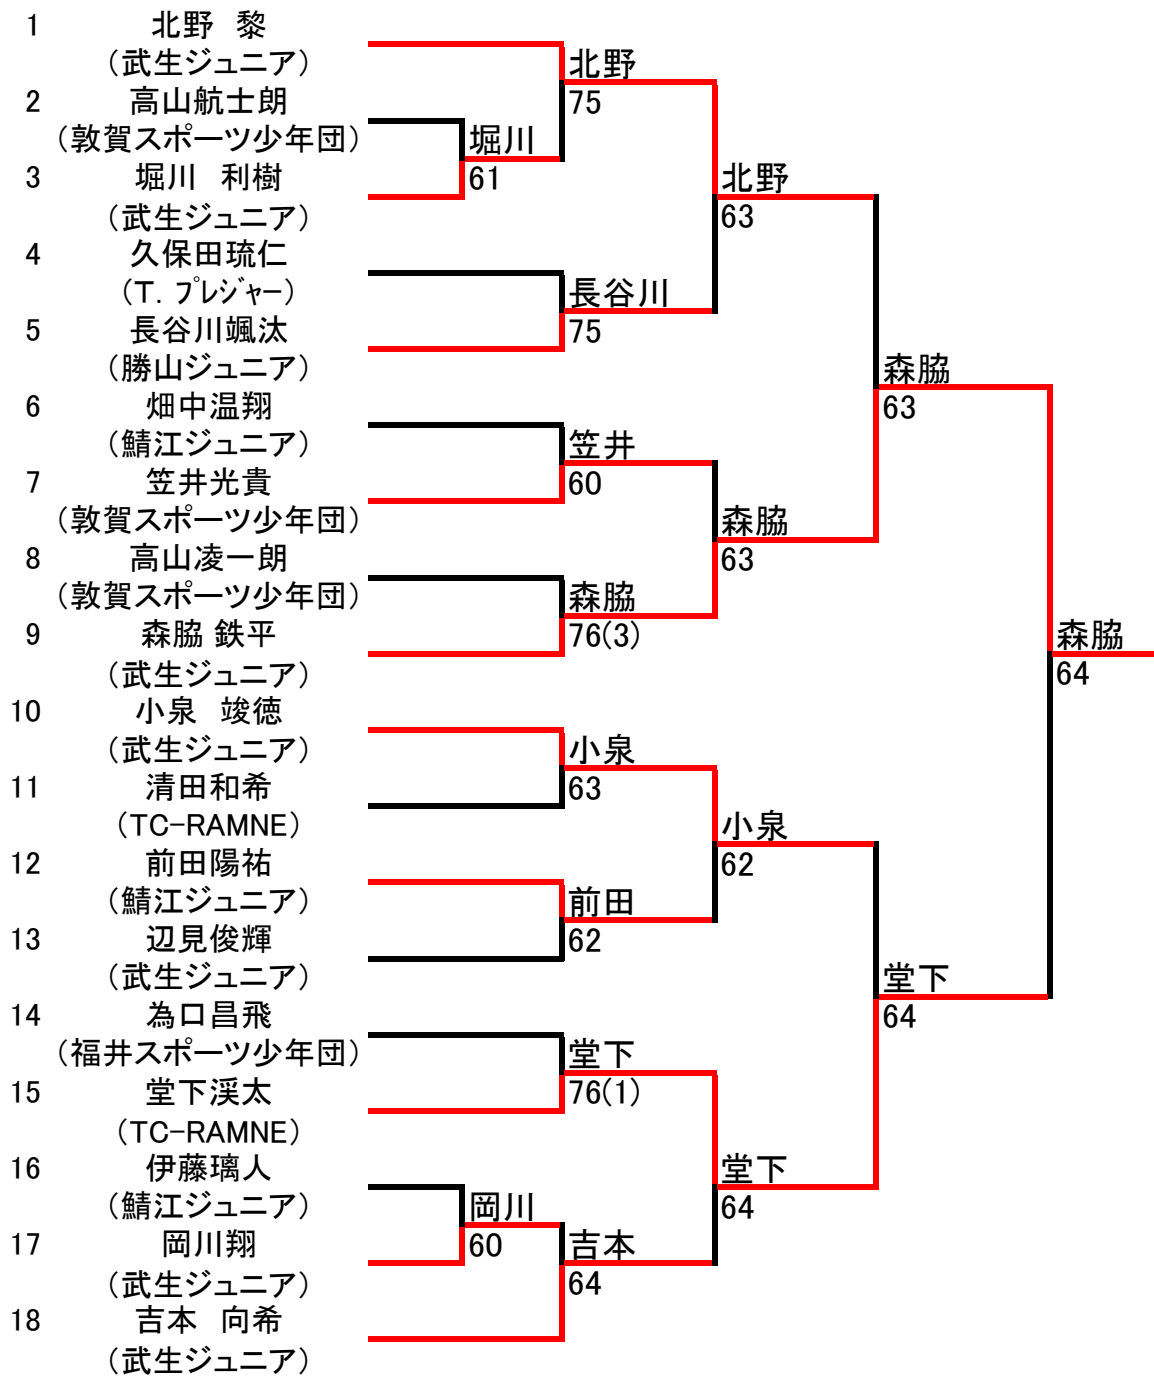 1 北野　黎
（武生ジュニア）
北野
2 高山航士朗
75
（敦賀スポーツ少年団）
堀川
3 堀川　利樹
61
北野
（武生ジュニア）
63
4 久保田琉仁
（T．プレジャー）
長谷川
5 長谷川颯汰
75
（勝山ジュニア）
森脇
6 畑中温翔
63
（鯖江ジュニア）
笠井
7 笠井光貴
60
（敦賀スポーツ少年団）
森脇
8 高山凌一朗
63
（敦賀スポーツ少年団）
森脇
9 森脇 鉄平
76(3)
森脇
（武生ジュニア）
64
10 小泉　竣徳
（武生ジュニア）
小泉
11 清田和希
63
（TC-RAMNE）
小泉
12 前田陽祐
62
（鯖江ジュニア）
前田
13 辺見俊輝
62
（武生ジュニア）
堂下
14 為口昌飛
64
（福井スポーツ少年団）
堂下
15 堂下渓太
76(1)
（TC-RAMNE）
16 伊藤璃人
堂下
（鯖江ジュニア）
岡川
64
17 岡川翔
60
吉本
（武生ジュニア）
64
18 吉本　向希
（武生ジュニア）